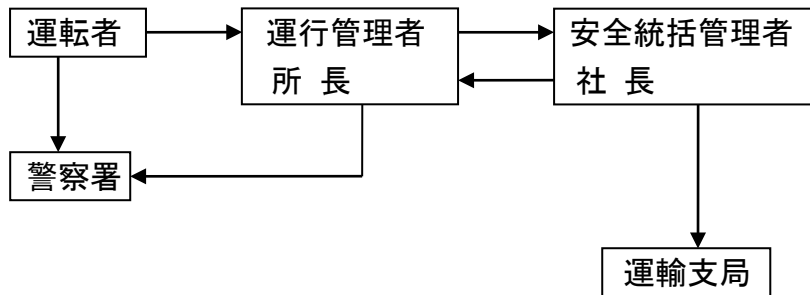 運転者
運行管理者
所 長
安全統括管理者
社 長
警察署
運輸支局